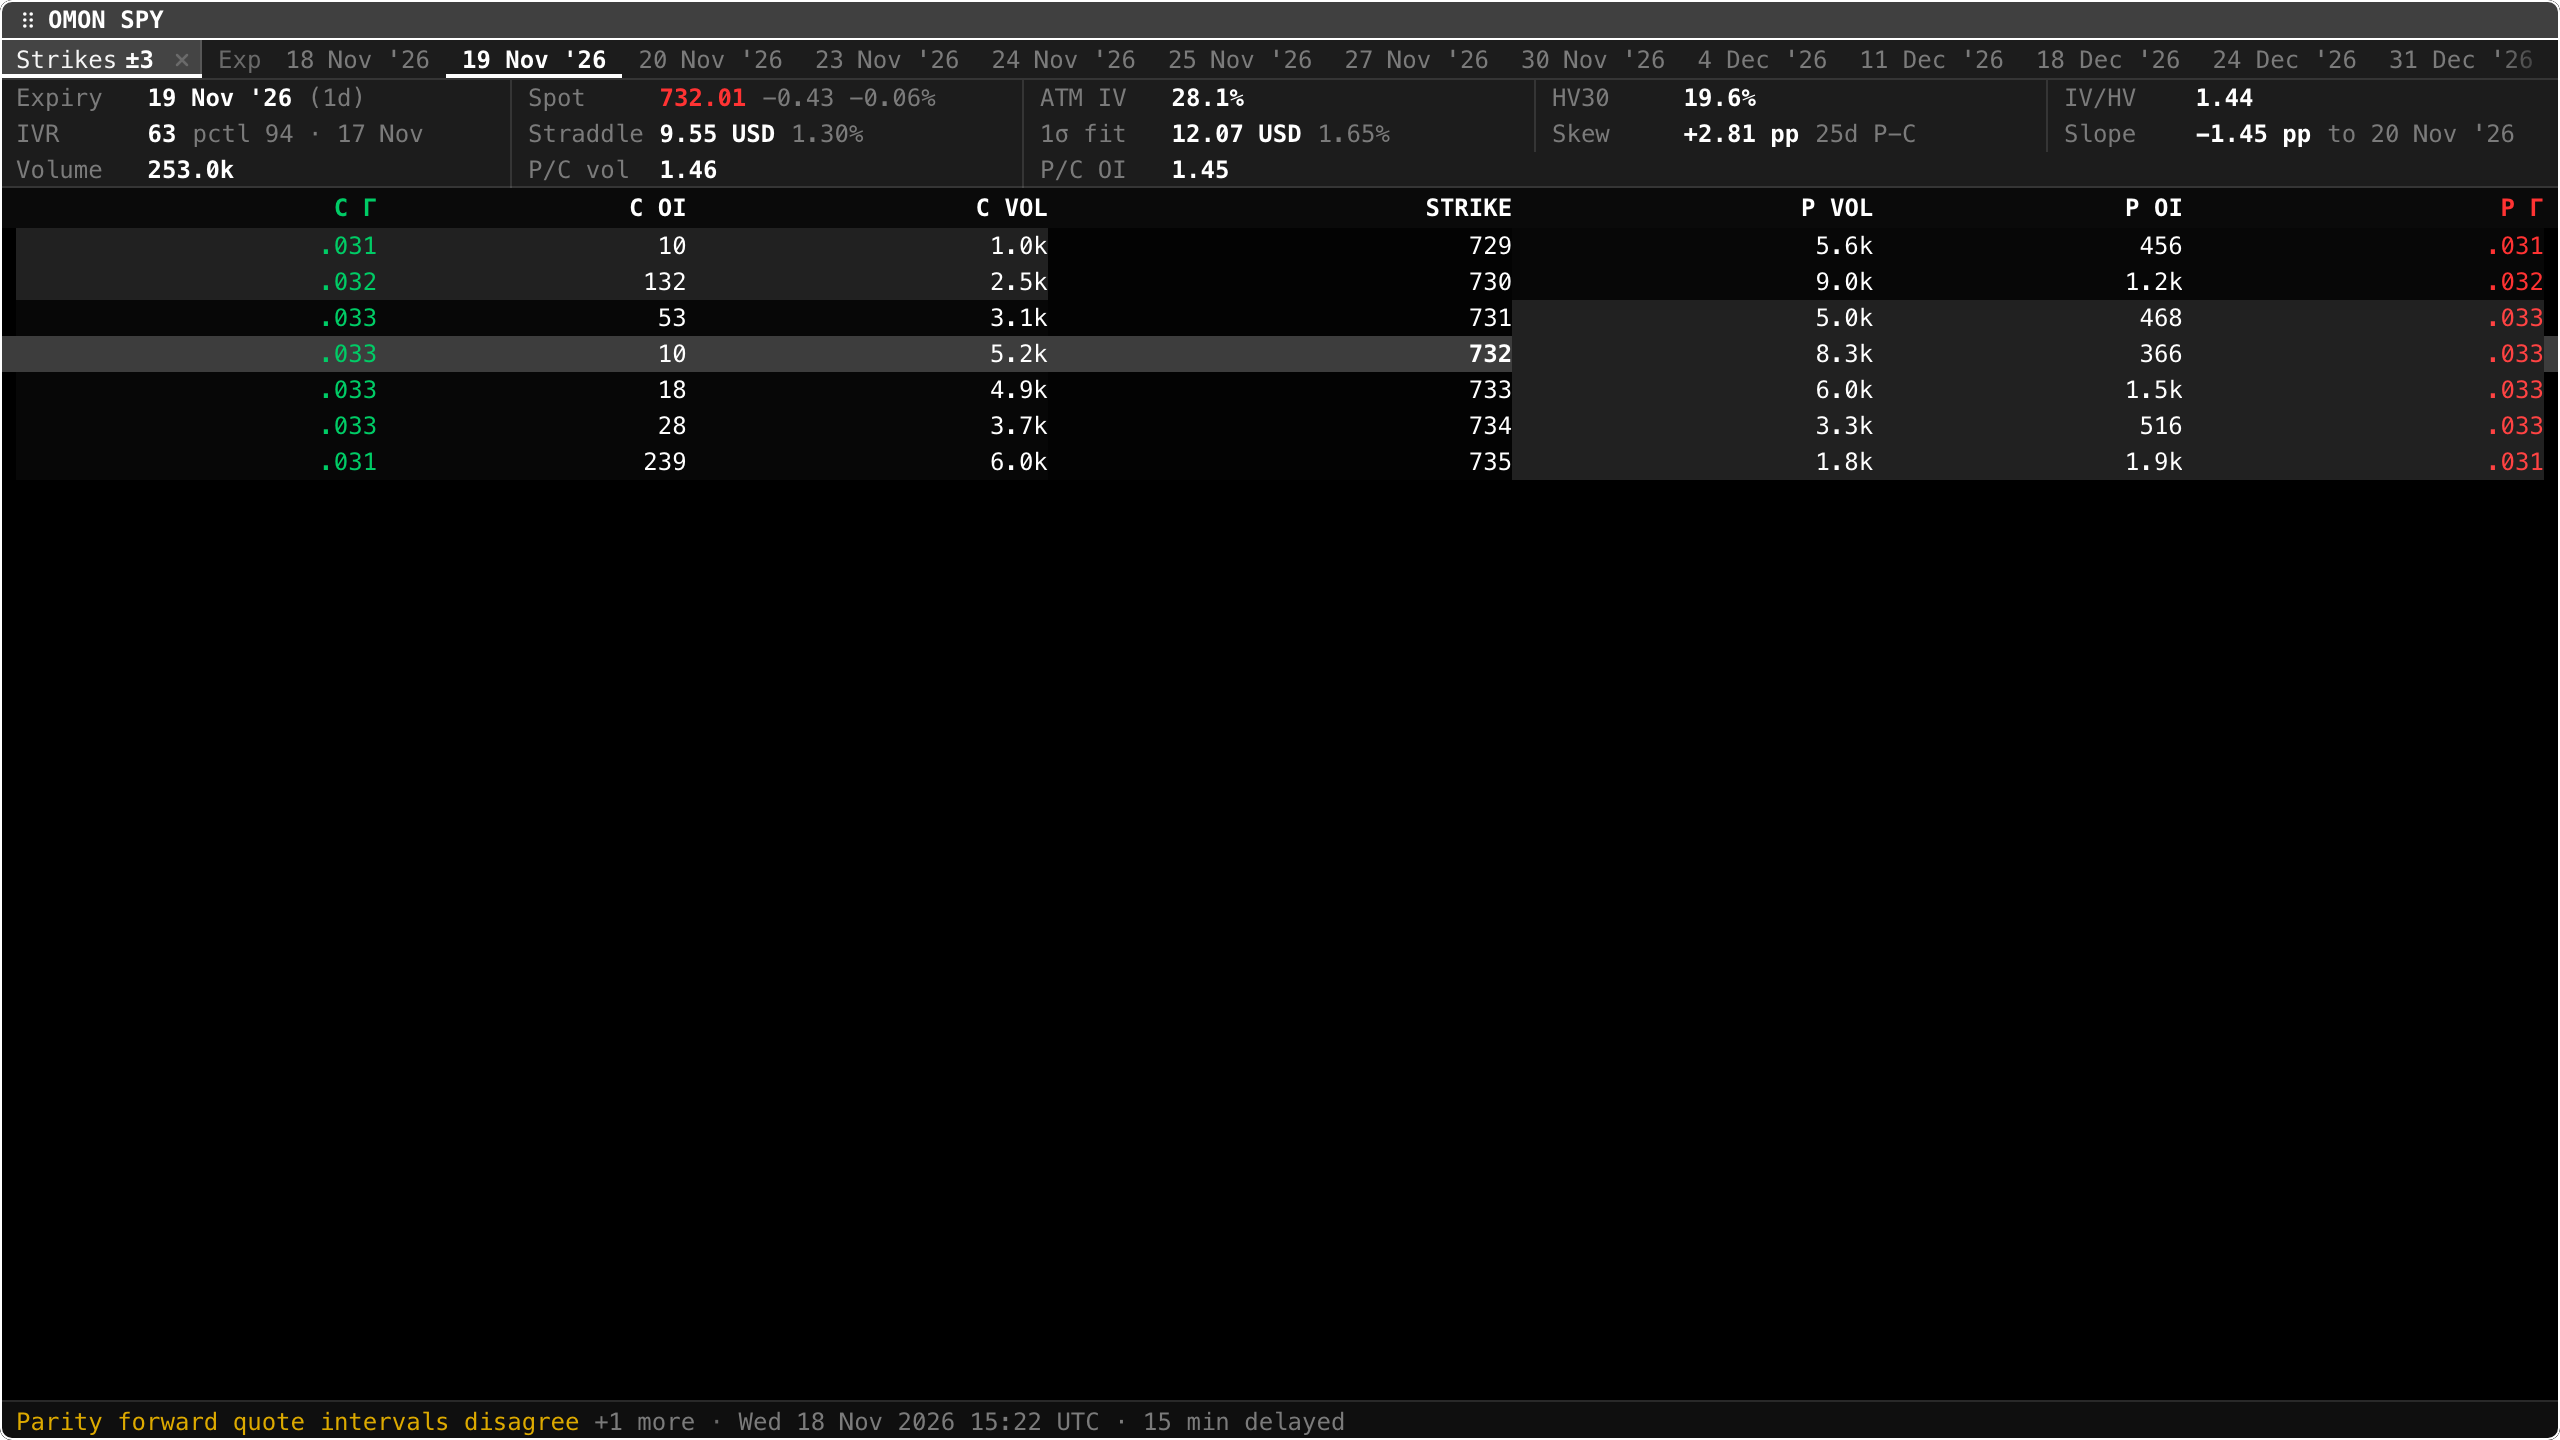 ⠿ OMON SPY
Strikes ±3 × Exp 18 Nov '26 19 Nov '26 20 Nov '26 23 Nov '26 24 Nov '26 25 Nov '26 27 Nov '26 30 Nov '26 4 Dec '26 11 Dec '26 18 Dec '26 24 Dec '26 31 Dec '26
Expiry 19 Nov '26 (1d) Spot 732.01 −0.43 −0.06% ATM IV 28.1% HV30 19.6% IV/HV 1.44
IVR 63 pctl 94 · 17 Nov Straddle 9.55 USD 1.30% 1σ fit 12.07 USD 1.65% Skew +2.81 pp 25d P−C Slope −1.45 pp to 20 Nov '26
Volume 253.0k P/C vol 1.46 P/C OI 1.45
C Γ C OI C VOL STRIKE P VOL P OI P Γ
.031 10 1.0k 729 5.6k 456 .031
.032 132 2.5k 730 9.0k 1.2k .032
.033 53 3.1k 731 5.0k 468 .033
.033 10 5.2k 732 8.3k 366 .033
.033 18 4.9k 733 6.0k 1.5k .033
.033 28 3.7k 734 3.3k 516 .033
.031 239 6.0k 735 1.8k 1.9k .031
Parity forward quote intervals disagree +1 more · Wed 18 Nov 2026 15:22 UTC · 15 min delayed